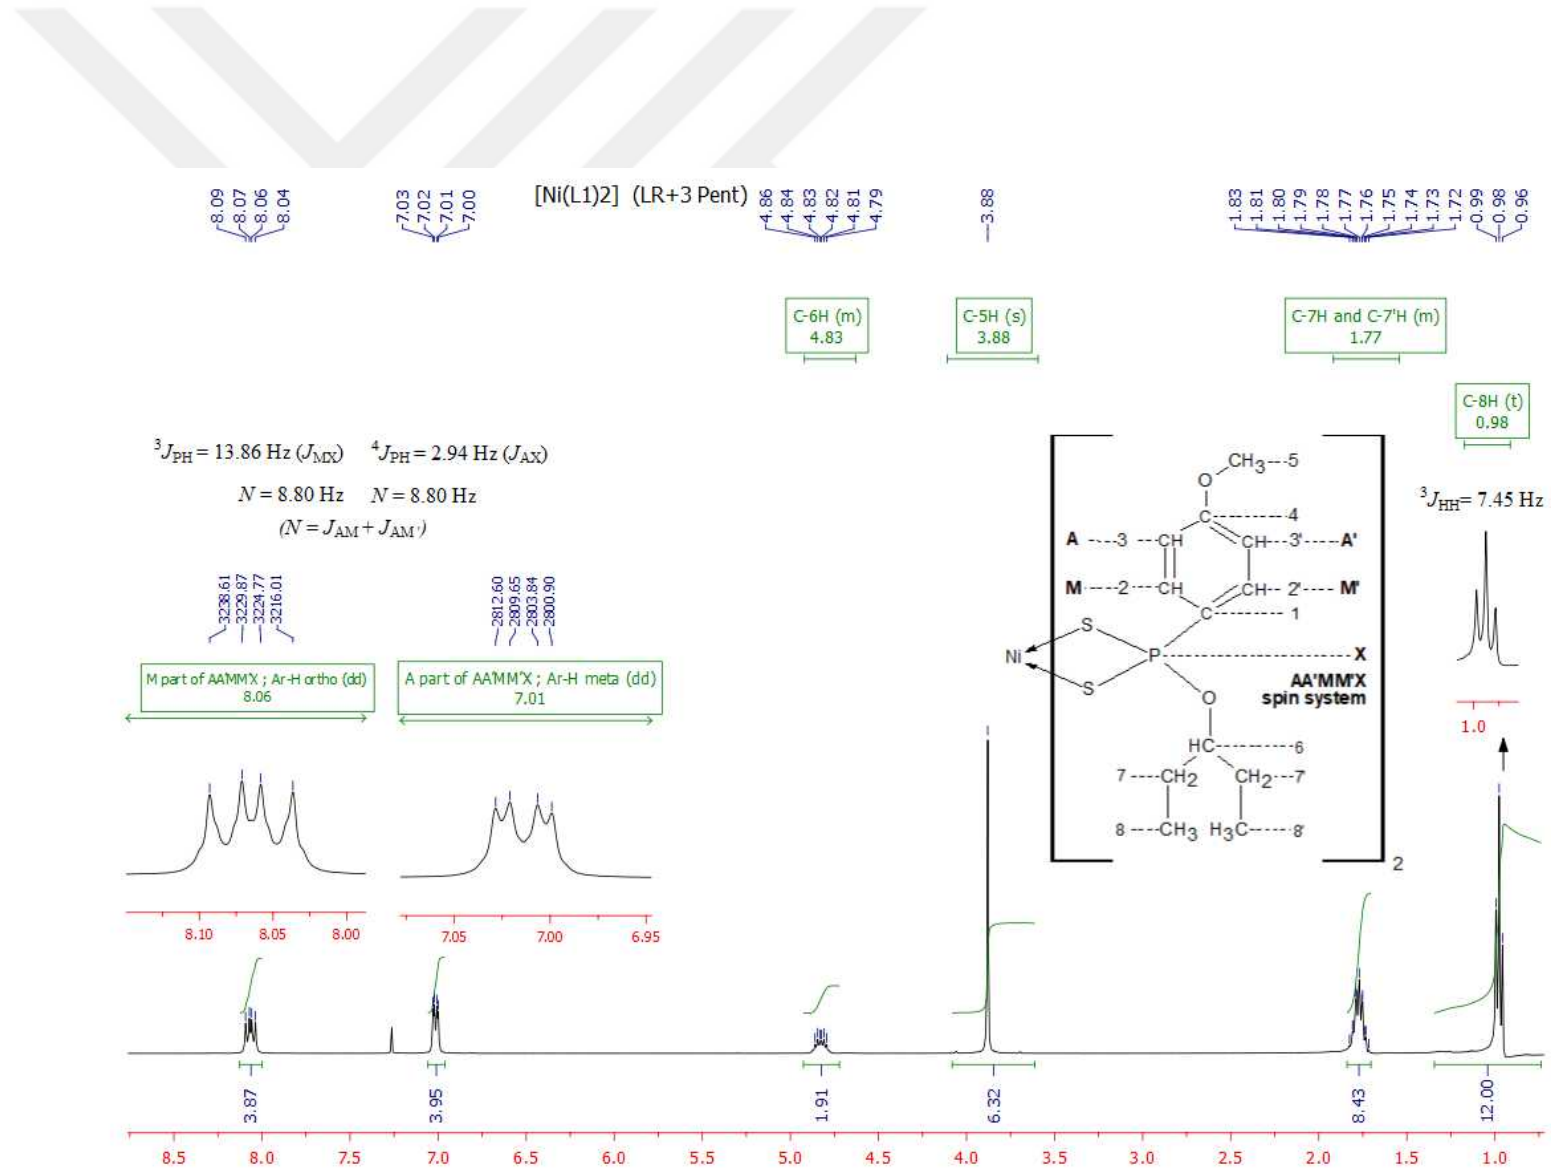 [Ni(L1)2] (LR+3 Pent)
8.09
8.07
8.06
8.04
7.03
7.02
7.01
7.00
4.86
4.84
4.83
4.82
4.81
4.79
3.88
1.83
1.81
1.80
1.79
1.78
1.77
1.76
1.75
1.74
1.73
1.72
0.99
0.98
0.96
C-6H (m)
4.83
C-5H (s)
3.88
C-7H and C-7'H (m)
1.77
C-8H (t)
0.98
³J_PH = 13.86 Hz (J_MX) ⁴J_PH = 2.94 Hz (J_AX)
N = 8.80 Hz N = 8.80 Hz
(N = J_AM + J_AM')
³J_HH= 7.45 Hz
3238.61
3229.87
3224.77
3216.01
2812.60
2809.65
2803.84
2800.90
M part of AA'MM'X ; Ar-H ortho (dd)
8.06
A part of AA'MM'X ; Ar-H meta (dd)
7.01
CH3 5
O
4
A 3 CH CH 3' A'
M 2 CH CH 2' M'
C
C 1
S
Ni P X
S
AA'MM'X
spin system
O
HC 6
7 CH2 CH2 7'
8 CH3 H3C 8'
2
1.0
8.10 8.05 8.00
7.05 7.00 6.95
3.87
3.95
1.91
6.32
8.43
12.00
8.5 8.0 7.5 7.0 6.5 6.0 5.5 5.0 4.5 4.0 3.5 3.0 2.5 2.0 1.5 1.0